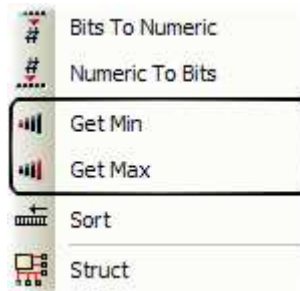 Bits To Numeric
Numeric To Bits
Get Min
Get Max
Sort
Struct